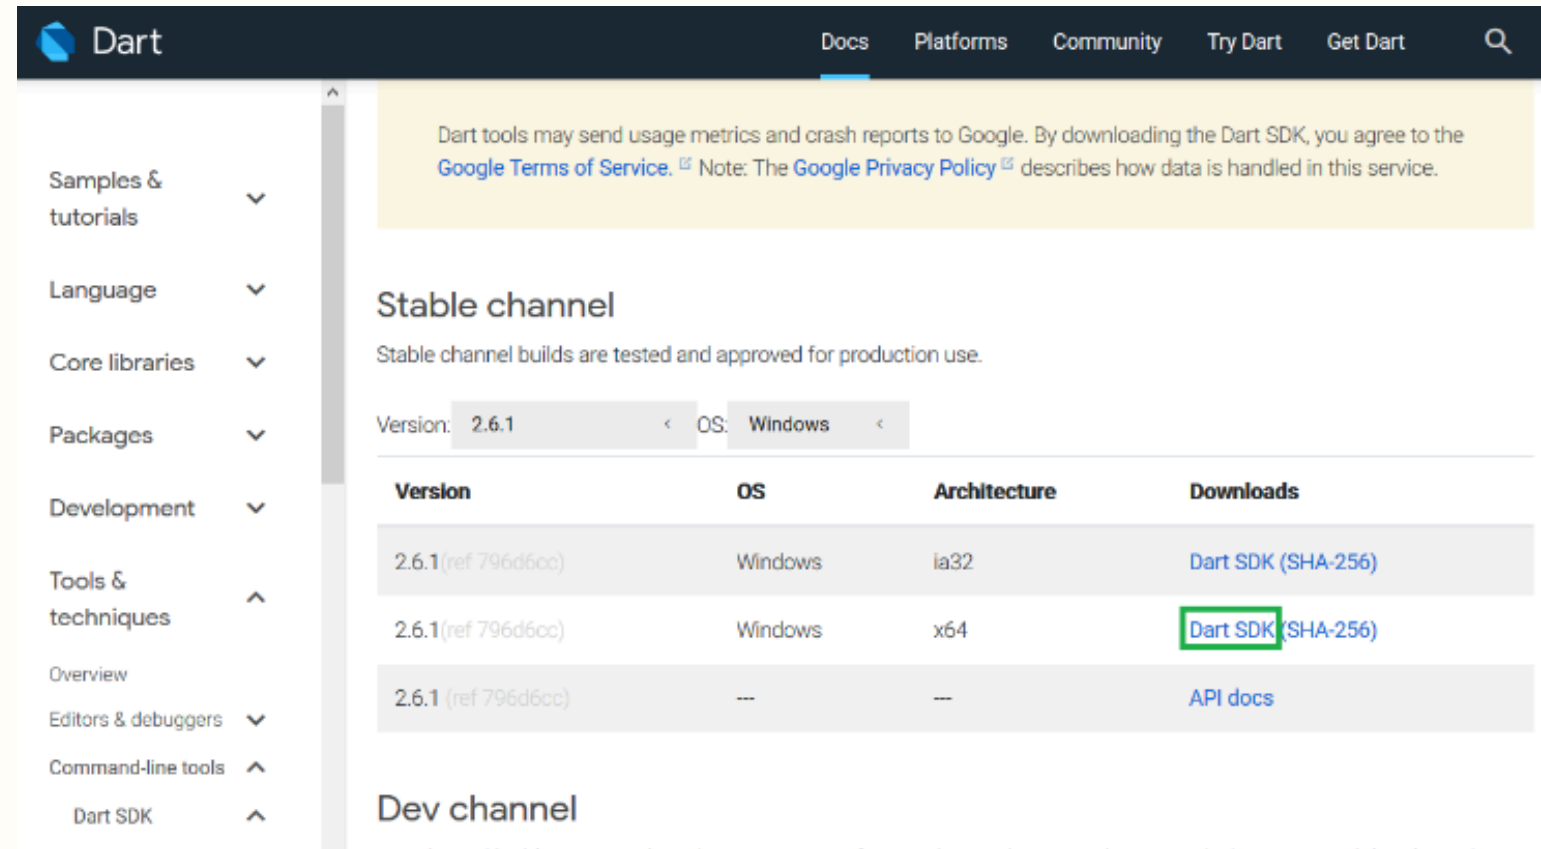 Dart
Docs Platforms Community Try Dart Get Dart
Samples &
tutorials
Language
Core libraries
Packages
Development
Tools &
techniques
Overview
Editors & debuggers
Command-line tools
Dart SDK
Dart tools may send usage metrics and crash reports to Google. By downloading the Dart SDK, you agree to the
Google Terms of Service. Note: The Google Privacy Policy describes how data is handled in this service.
Stable channel
Stable channel builds are tested and approved for production use.
Version: 2.6.1 OS: Windows
Version OS Architecture Downloads
2.6.1 (ref 796d6cc) Windows ia32 Dart SDK (SHA-256)
2.6.1 (ref 796d6cc) Windows x64 Dart SDK (SHA-256)
2.6.1 (ref 796d6cc) --- --- API docs
Dev channel